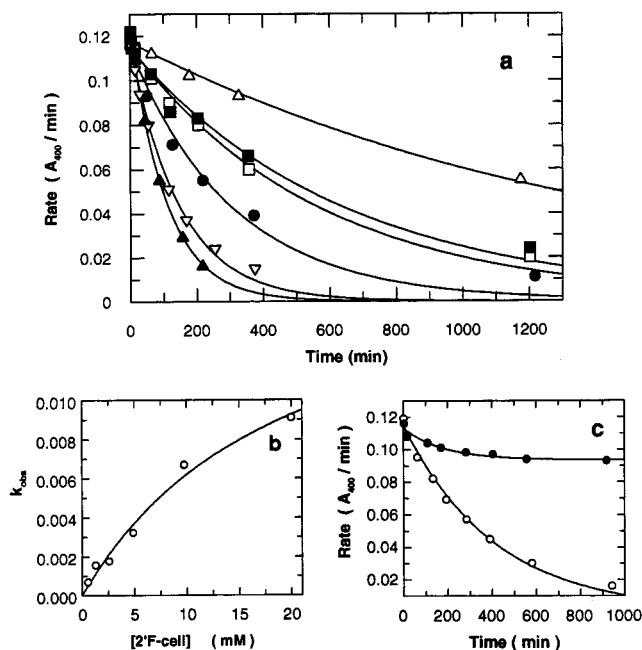 a
Rate ( A400 / min )
0.12
0.1
0.08
0.06
0.04
0.02
0
0 200 400 600 800 1000 1200
Time (min)
b
kobs
0.010
0.008
0.006
0.004
0.002
0.000
0 5 10 15 20
[2'F-cell] ( mM )
c
Rate ( A400 / min )
0.12
0.10
0.08
0.06
0.04
0.02
0 200 400 600 800 1000
Time ( min )